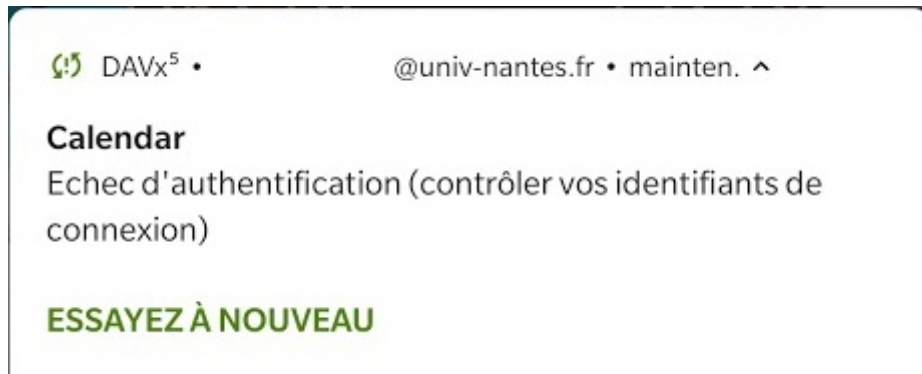 DAVx⁵ • @univ-nantes.fr • mainten.
Calendar
Echec d'authentification (contrôler vos identifiants de
connexion)
ESSAYEZ À NOUVEAU